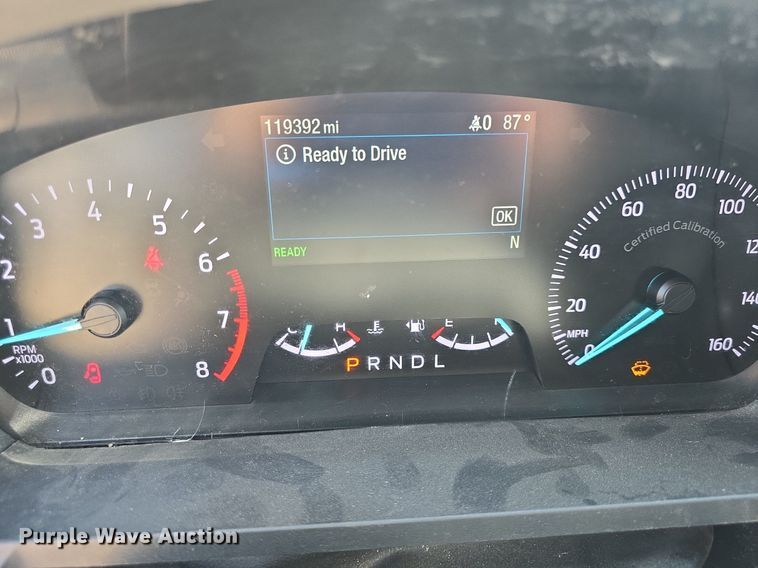 119392 mi 0 87°
i Ready to Drive
OK
READY N
1 2 3 4 5 6 7 8
RPM
x1000 0
C H E
P R N D L
0 20 40 60 80 100 120 140 160
Certified Calibration
MPH
Purple Wave Auction